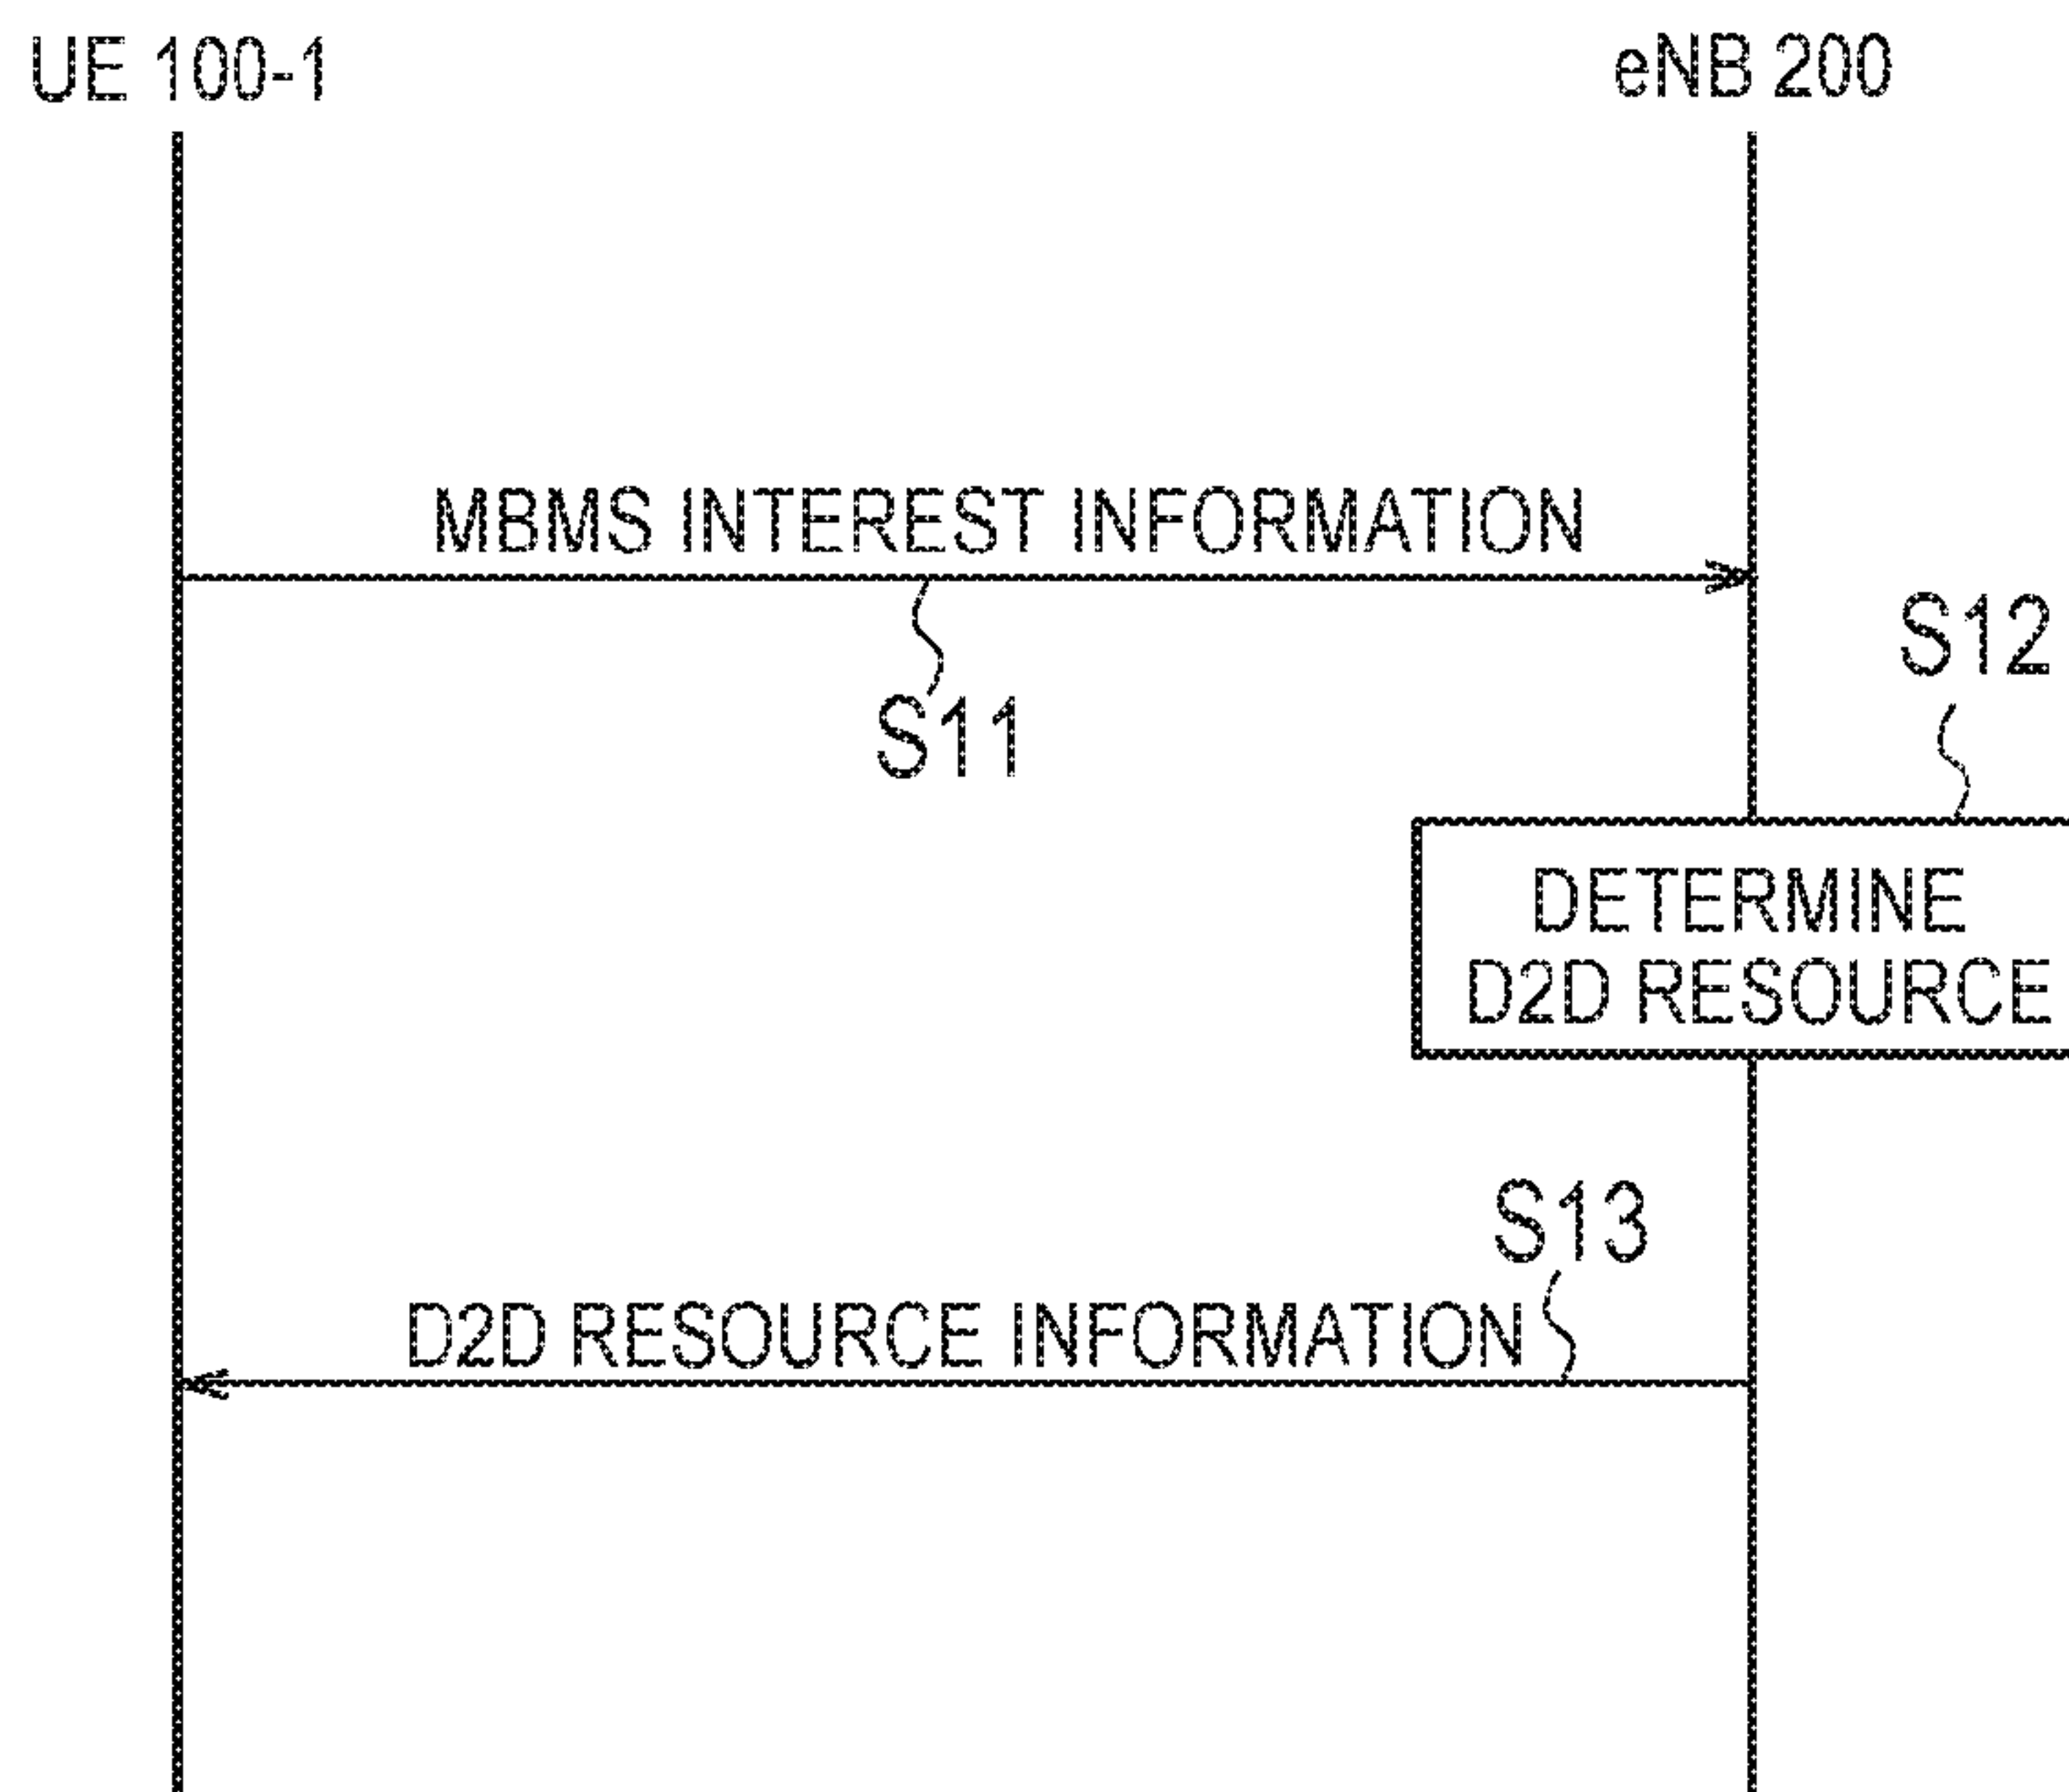 UE 100-1
eNB 200
MBMS INTEREST INFORMATION
S11
S12
DETERMINE
D2D RESOURCE
S13
D2D RESOURCE INFORMATION